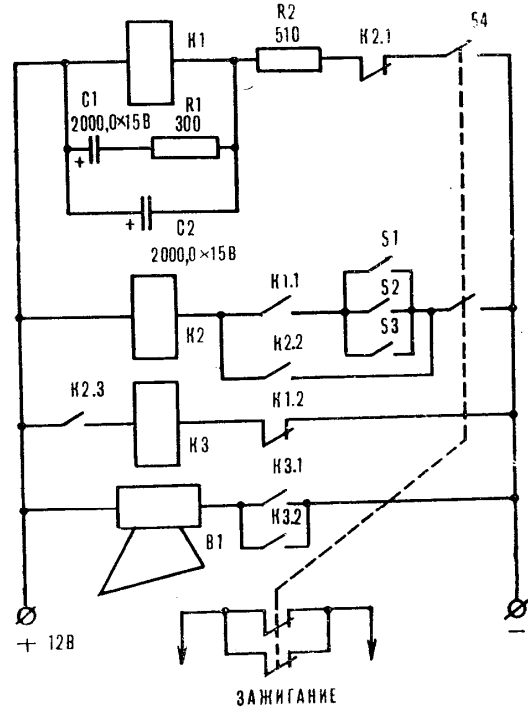 R2
510
K2.1
S4
K1
C1
2000,0×15В
R1
300
+
+
C2
2000,0×15В
S1
K1.1
S2
K2
S3
K2.2
K2.3
K1.2
K3
K3.1
K3.2
B1
+ 12В
−
ЗАЖИГАНИЕ